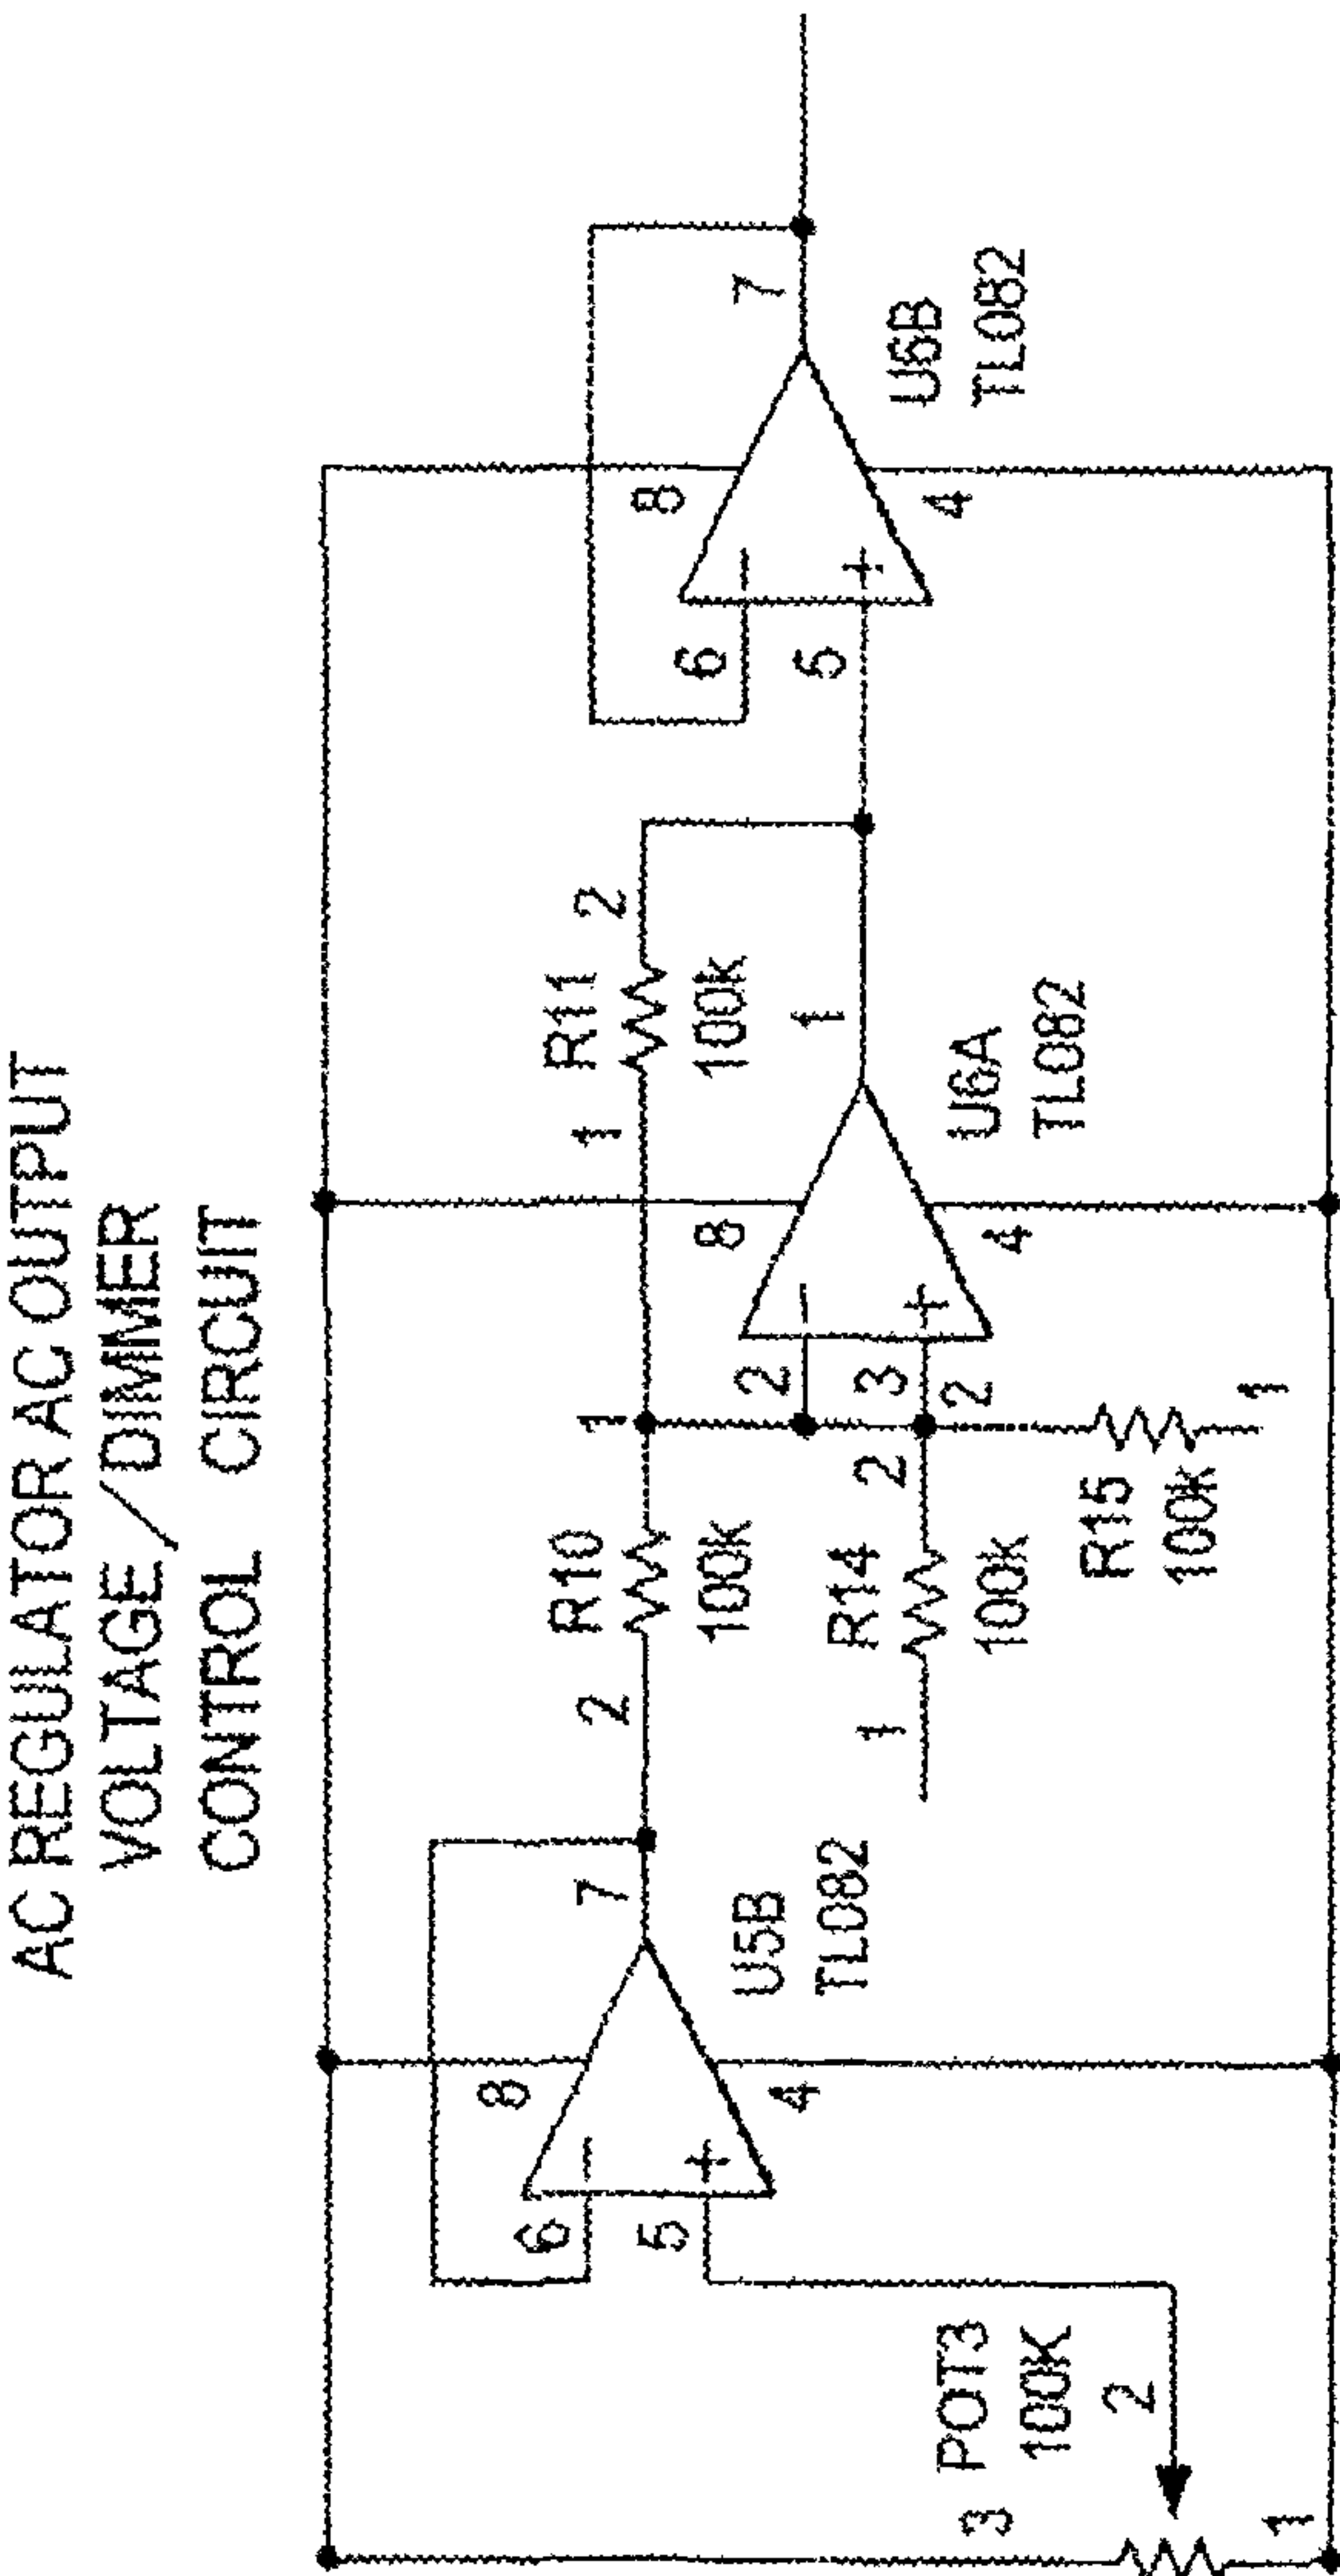 AC REGULATOR AC OUTPUT
VOLTAGE/DIMMER
CONTROL CIRCUIT
3
POT3
100K
2
1
6
5
8
4
7
U5B
TL082
2
R10
100k
1
1
R14
100k
2
2
3
2
R15
100k
1
8
4
1
R11
100k
2
1
U6A
TL082
6
5
8
4
7
U6B
TL082